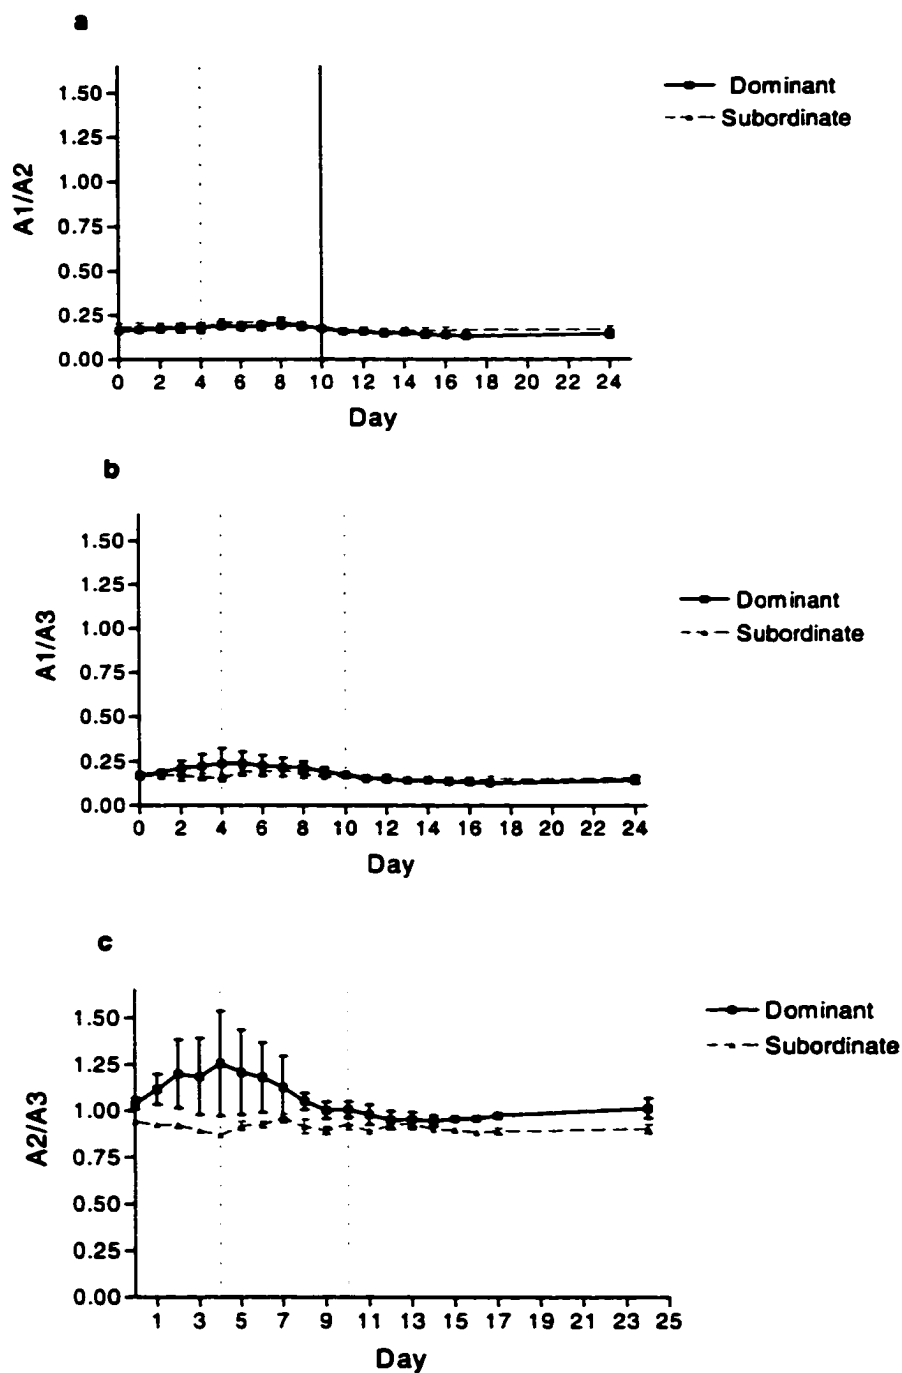 a
1.50
1.25
1.00
0.75
0.50
0.25
0.00
A1/A2
0 2 4 6 8 10 12 14 16 18 20 22 24
Day
Dominant
Subordinate
b
1.50
1.25
1.00
0.75
0.50
0.25
0.00
A1/A3
0 2 4 6 8 10 12 14 16 18 20 22 24
Day
Dominant
Subordinate
c
1.50
1.25
1.00
0.75
0.50
0.25
0.00
A2/A3
1 3 5 7 9 11 13 15 17 19 21 23 25
Day
Dominant
Subordinate